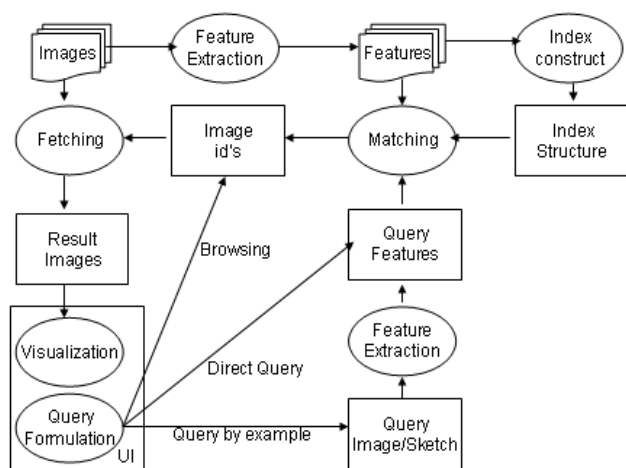 Images
Feature
Extraction
Features
Index
construct
Fetching
Image
id's
Matching
Index
Structure
Result
Images
Browsing
Query
Features
Visualization
Direct Query
Feature
Extraction
Query
Formulation
UI
Query by example
Query
Image/Sketch